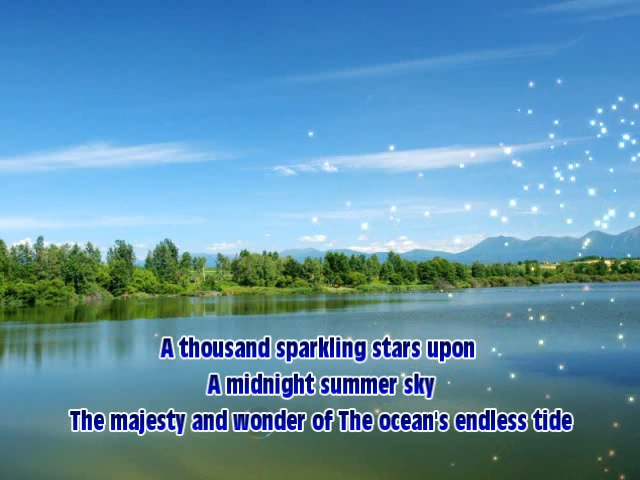 A thousand sparkling stars upon
A midnight summer sky
The majesty and wonder of The ocean's endless tide